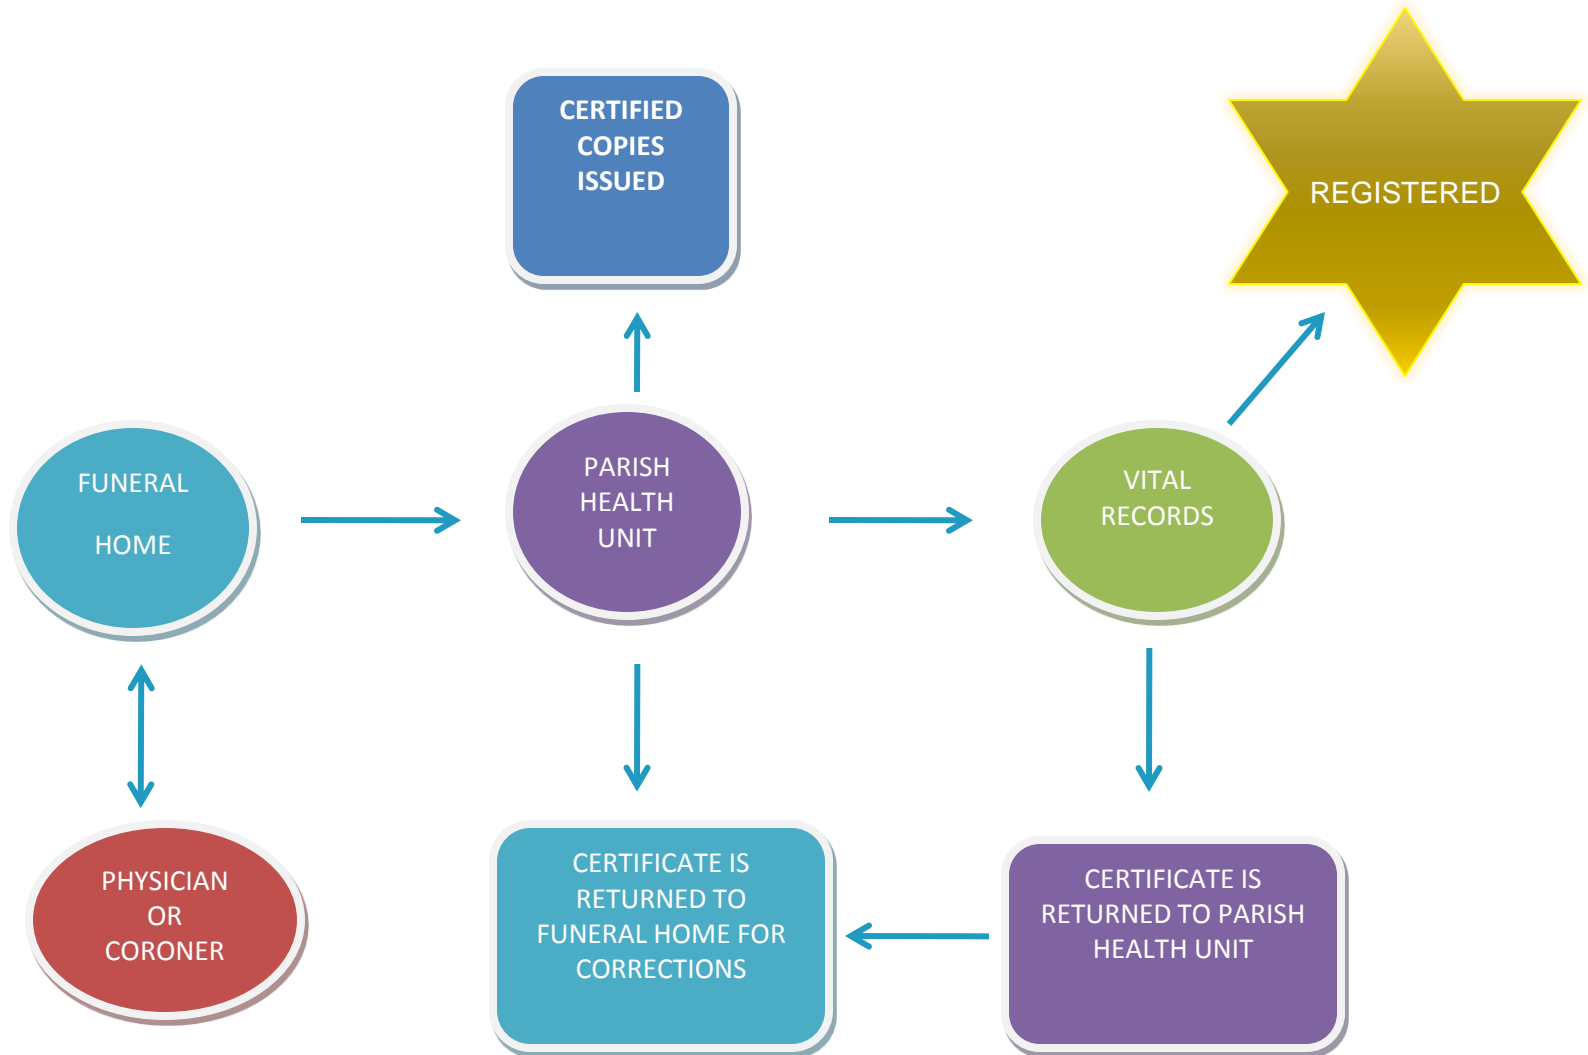 CERTIFIED
COPIES
ISSUED
REGISTERED
FUNERAL
HOME
PARISH
HEALTH
UNIT
VITAL
RECORDS
PHYSICIAN
OR
CORONER
CERTIFICATE IS
RETURNED TO
FUNERAL HOME FOR
CORRECTIONS
CERTIFICATE IS
RETURNED TO PARISH
HEALTH UNIT